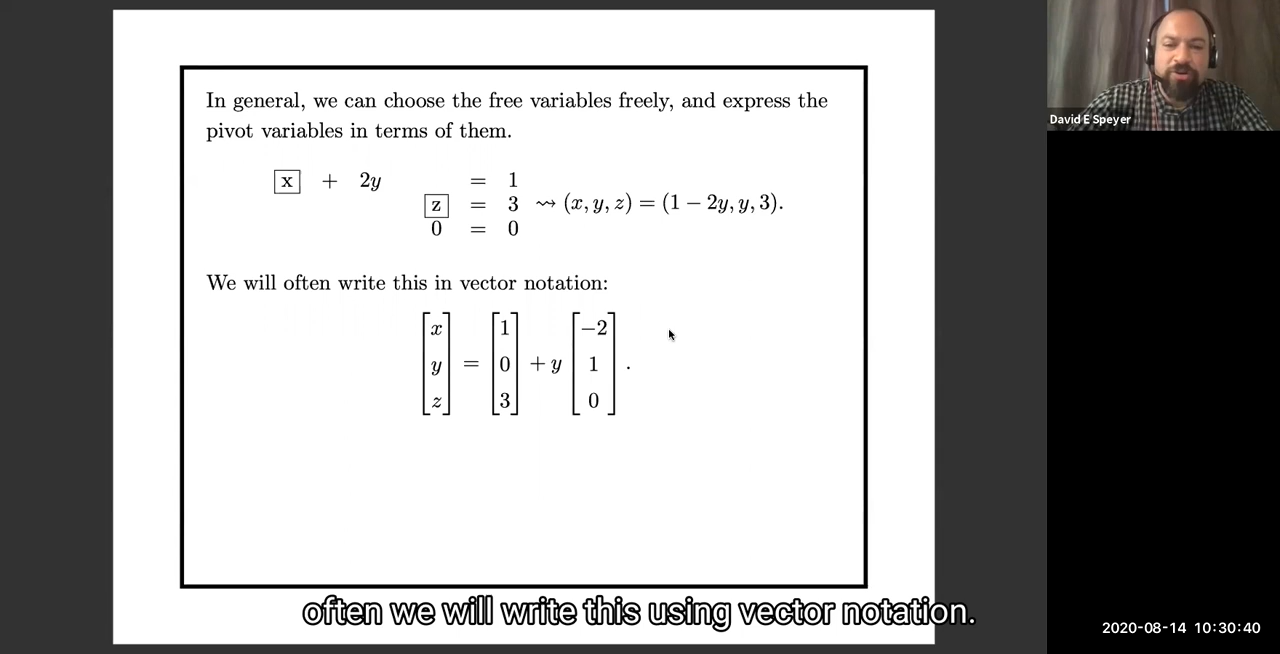 In general, we can choose the free variables freely, and express the
pivot variables in terms of them.
x + 2y = 1
z = 3 ⇝ (x, y, z) = (1 − 2y, y, 3).
0 = 0
We will often write this in vector notation:
[x] [1] [−2]
[y] = [0] + y [1] .
[z] [3] [0]
often we will write this using vector notation.
David E Speyer
2020-08-14 10:30:40